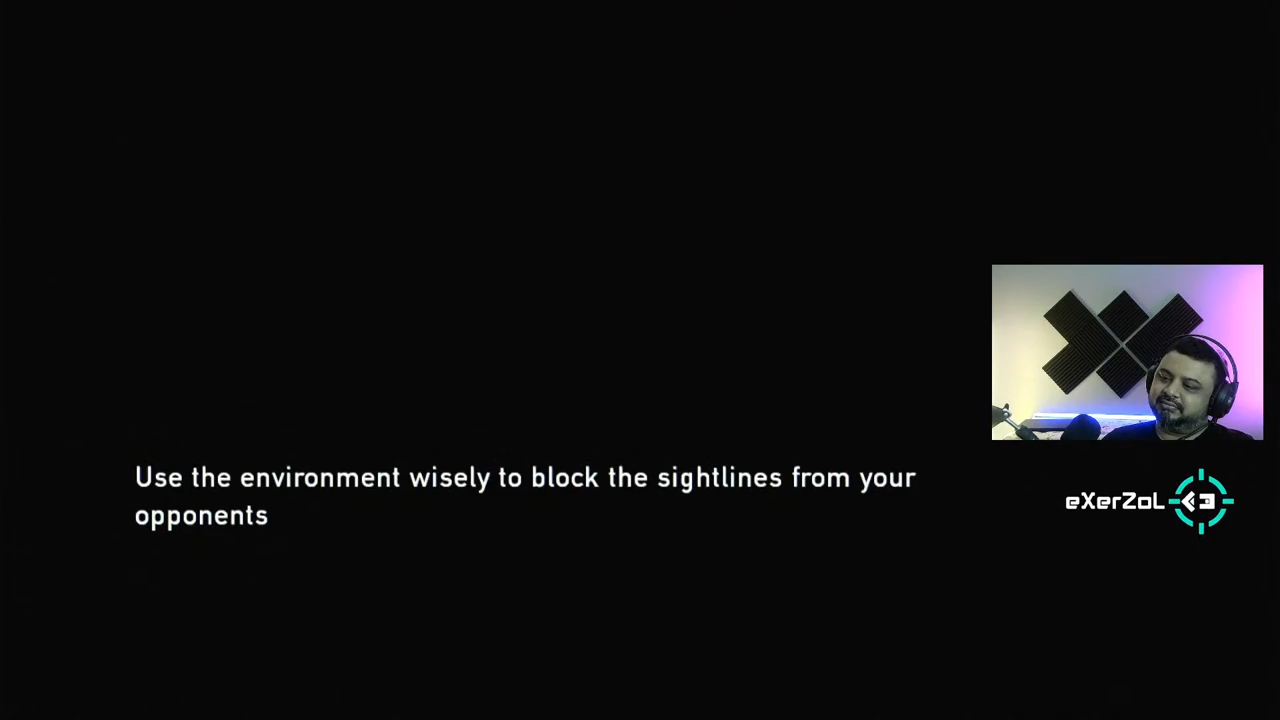 Use the environment wisely to block the sightlines from your
opponents
eXerZoL